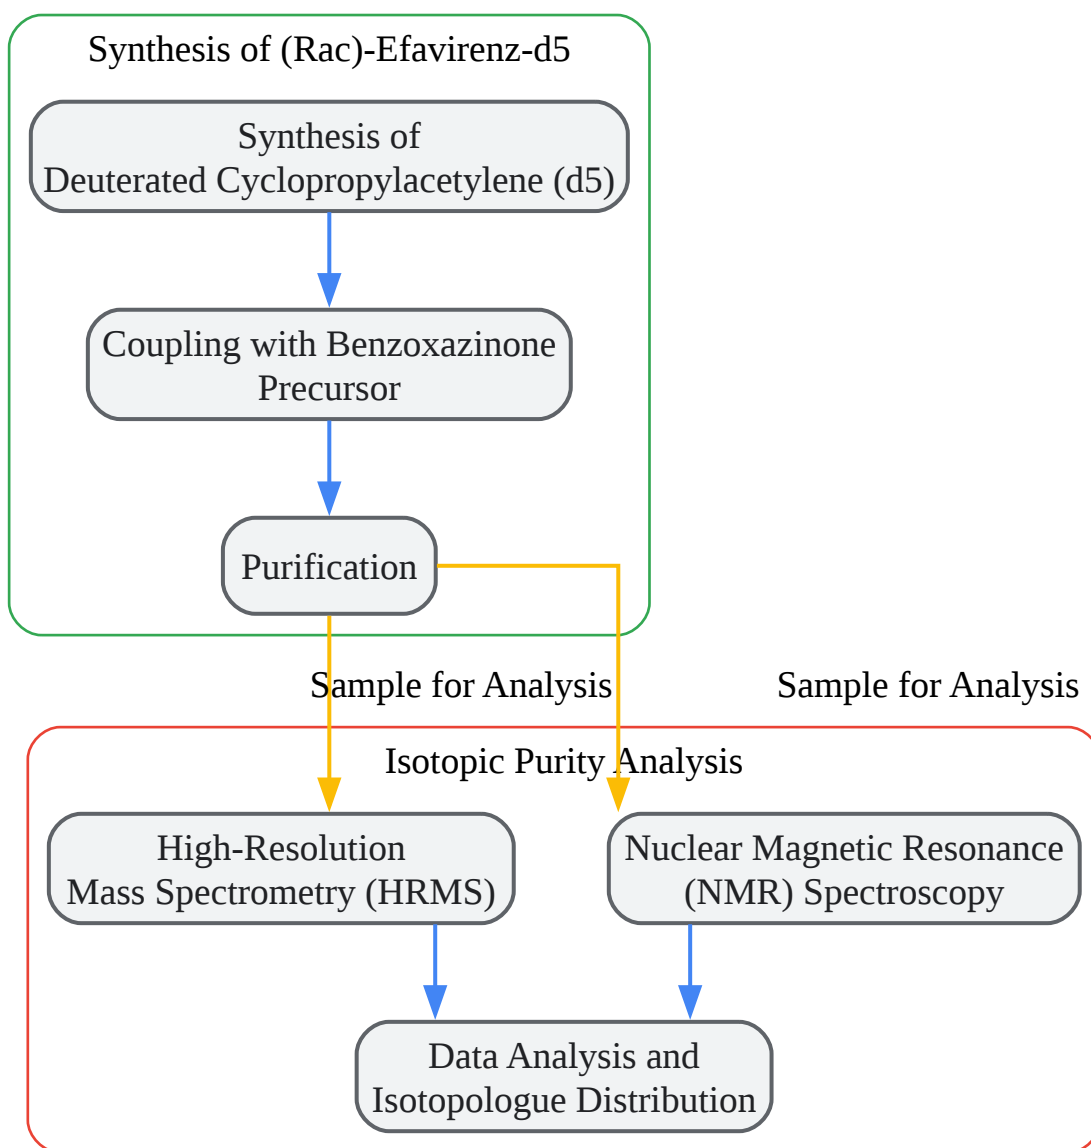 Synthesis of (Rac)-Efavirenz-d5
Synthesis of
Deuterated Cyclopropylacetylene (d5)
Coupling with Benzoxazinone
Precursor
Purification
Sample for Analysis
Sample for Analysis
Isotopic Purity Analysis
High-Resolution
Mass Spectrometry (HRMS)
Nuclear Magnetic Resonance
(NMR) Spectroscopy
Data Analysis and
Isotopologue Distribution